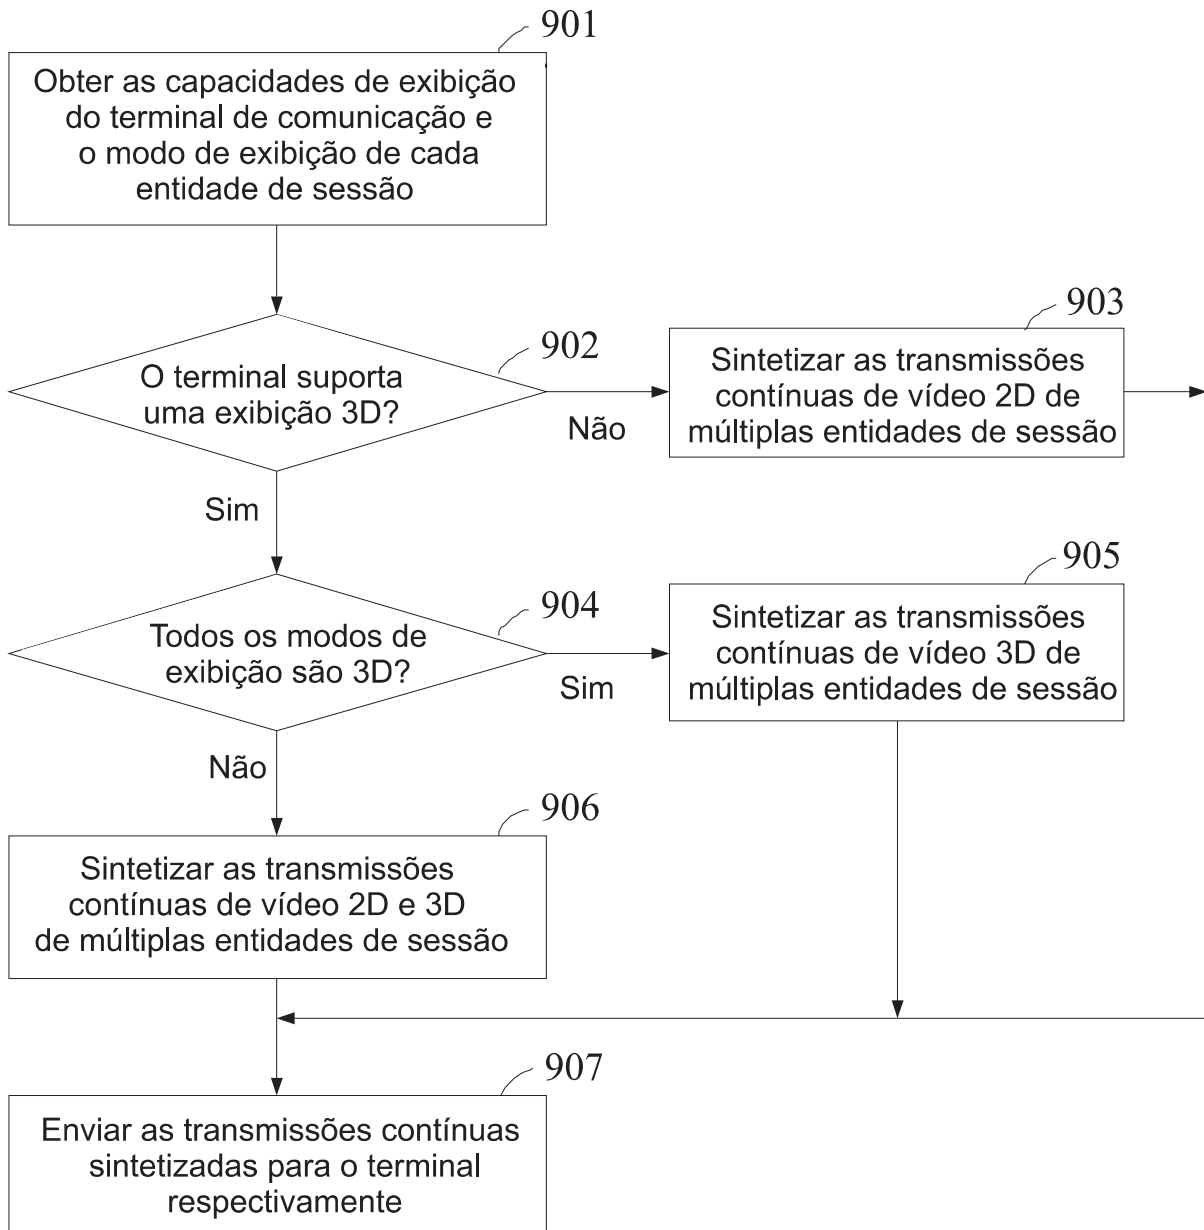 901
Obter as capacidades de exibição
do terminal de comunicação e
o modo de exibição de cada
entidade de sessão
902
O terminal suporta
uma exibição 3D?
Não
903
Sintetizar as transmissões
contínuas de vídeo 2D de
múltiplas entidades de sessão
Sim
904
Todos os modos de
exibição são 3D?
Sim
905
Sintetizar as transmissões
contínuas de vídeo 3D de
múltiplas entidades de sessão
Não
906
Sintetizar as transmissões
contínuas de vídeo 2D e 3D
de múltiplas entidades de sessão
907
Enviar as transmissões contínuas
sintetizadas para o terminal
respectivamente